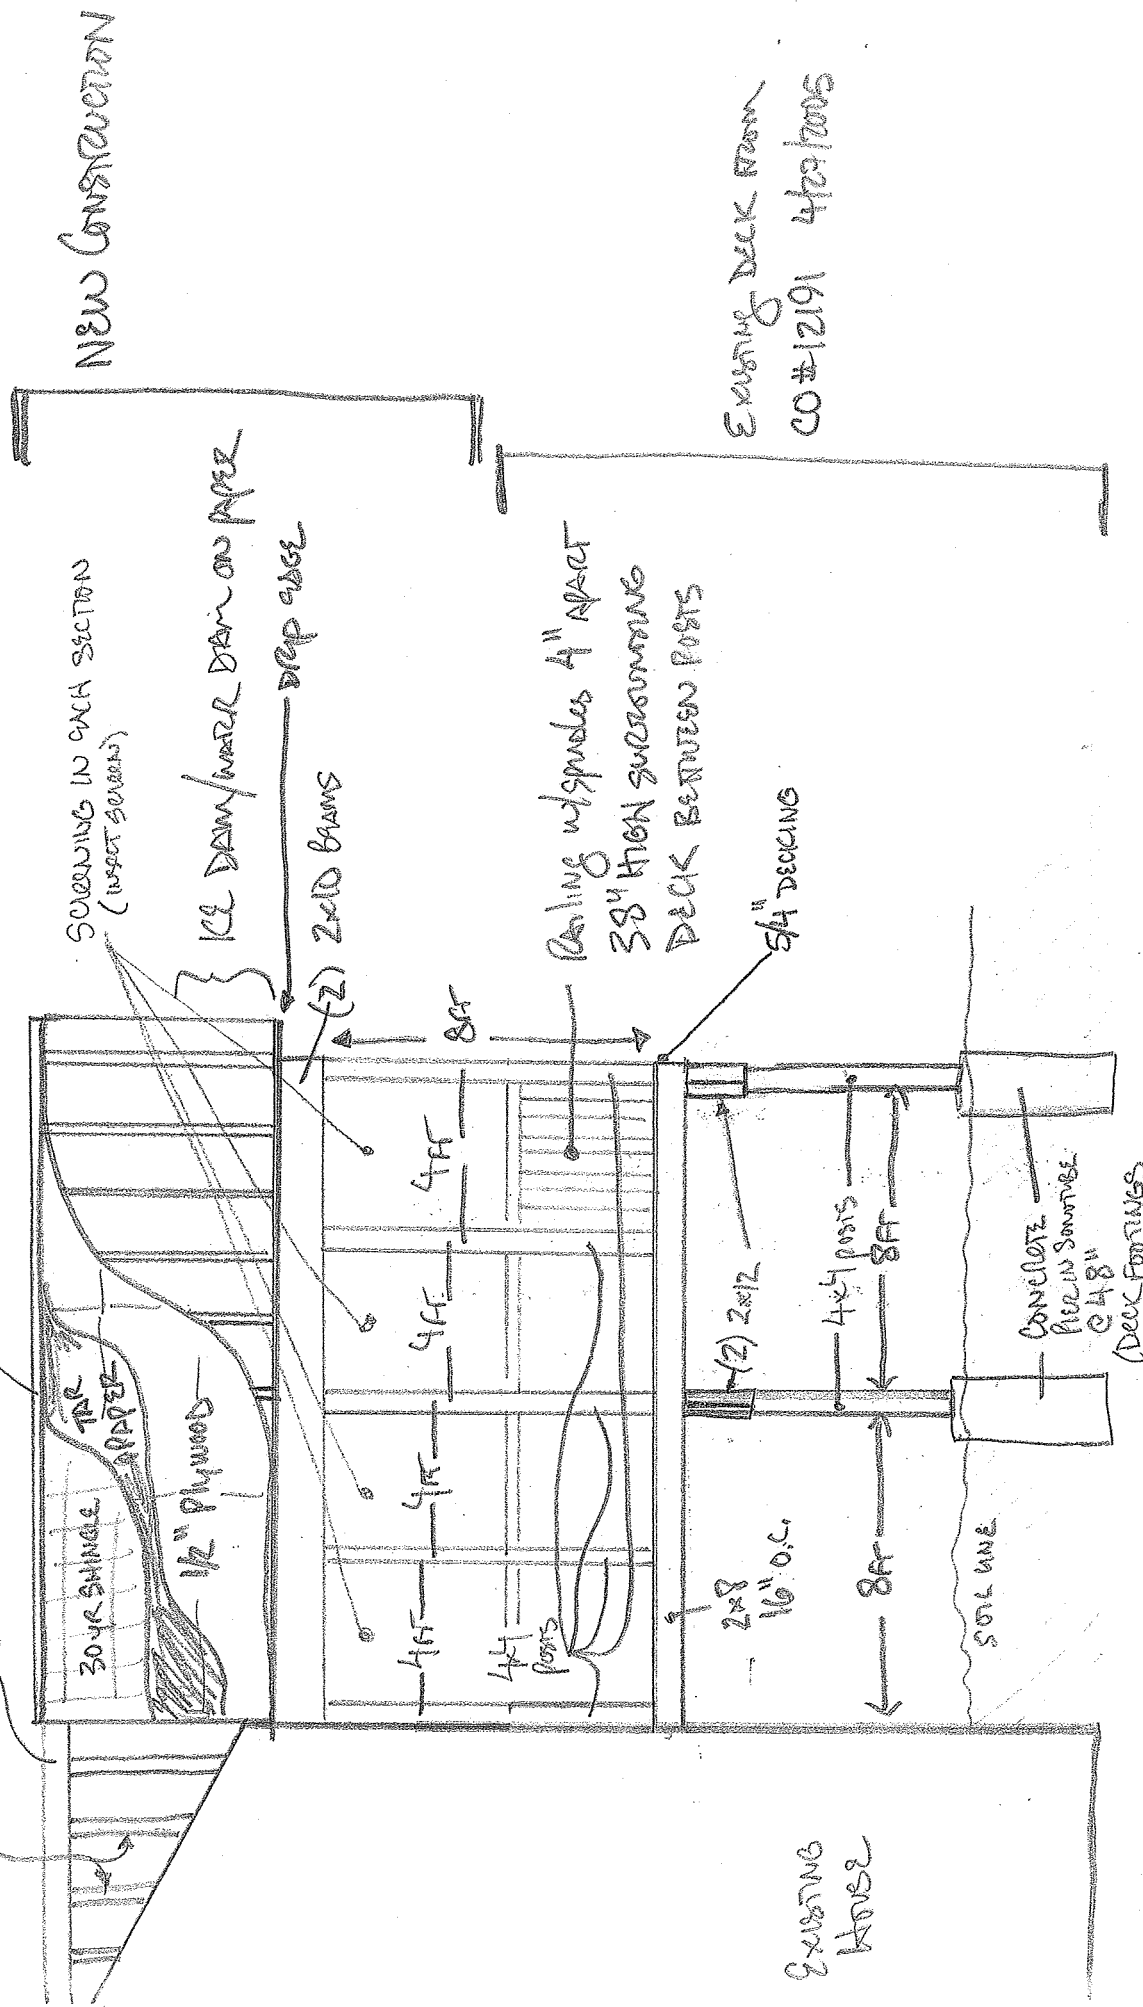 NEW CONSTRUCTION
SCREENING IN EACH SECTION
(INSECT SCREEN)
ICE DAM/WATER DAM ON PAPER
DRIP EDGE
(2) 2x10 BEAMS
30 YR SHINGLE
TAR
PAPER
1/2" PLYWOOD
8FT
4FT
4FT
4FT
4FT
4x4
POSTS
RAILING W/SPINDLES 4" APART
38" HIGH SURROUNDING
DECK BETWEEN POSTS
5/4" DECKING
EXISTING DECK FROM
CO#12191 4/27/2005
2x8
16" O.C.
(2) 2x12
4x4 POSTS
8FT
8FT
SOIL LINE
CONCRETE
PIER IN SONOTUBE
@ 48"
(DECK FOOTINGS
EXISTING
HOUSE